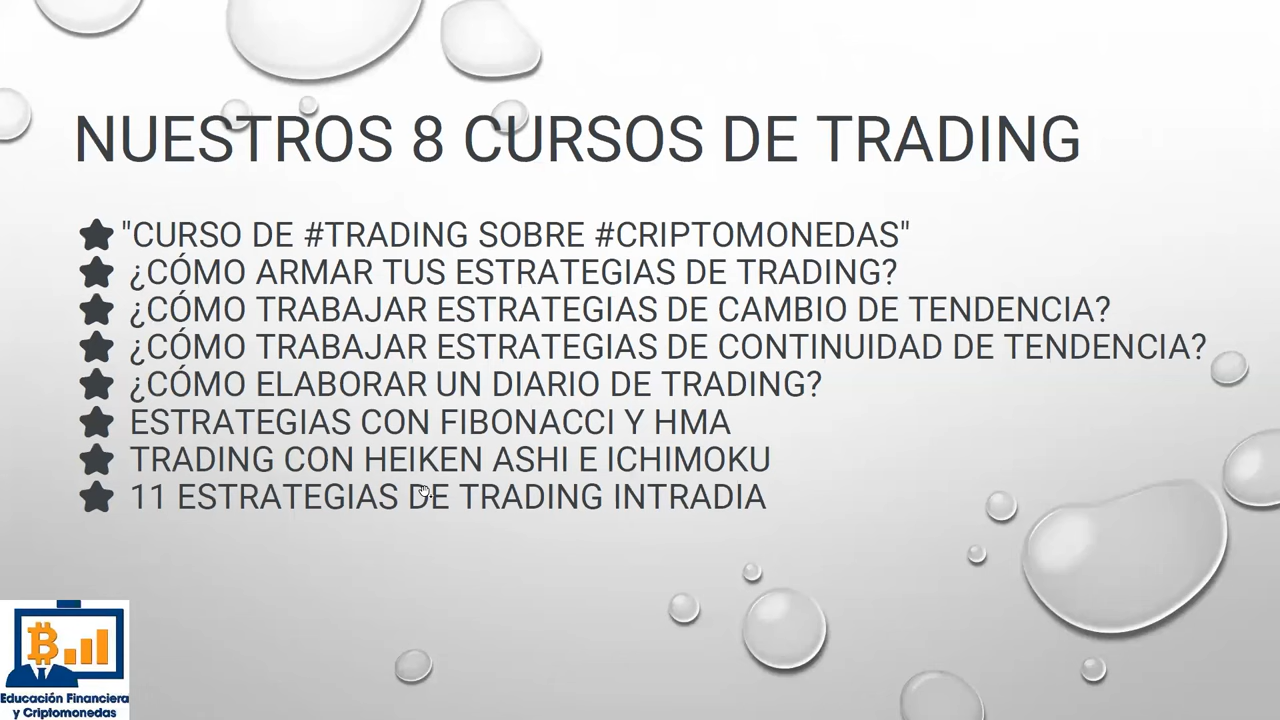 NUESTROS 8 CURSOS DE TRADING
"CURSO DE #TRADING SOBRE #CRIPTOMONEDAS"
¿CÓMO ARMAR TUS ESTRATEGIAS DE TRADING?
¿CÓMO TRABAJAR ESTRATEGIAS DE CAMBIO DE TENDENCIA?
¿CÓMO TRABAJAR ESTRATEGIAS DE CONTINUIDAD DE TENDENCIA?
¿CÓMO ELABORAR UN DIARIO DE TRADING?
ESTRATEGIAS CON FIBONACCI Y HMA
TRADING CON HEIKEN ASHI E ICHIMOKU
11 ESTRATEGIAS DE TRADING INTRADIA
Educación Financiera
y Criptomonedas